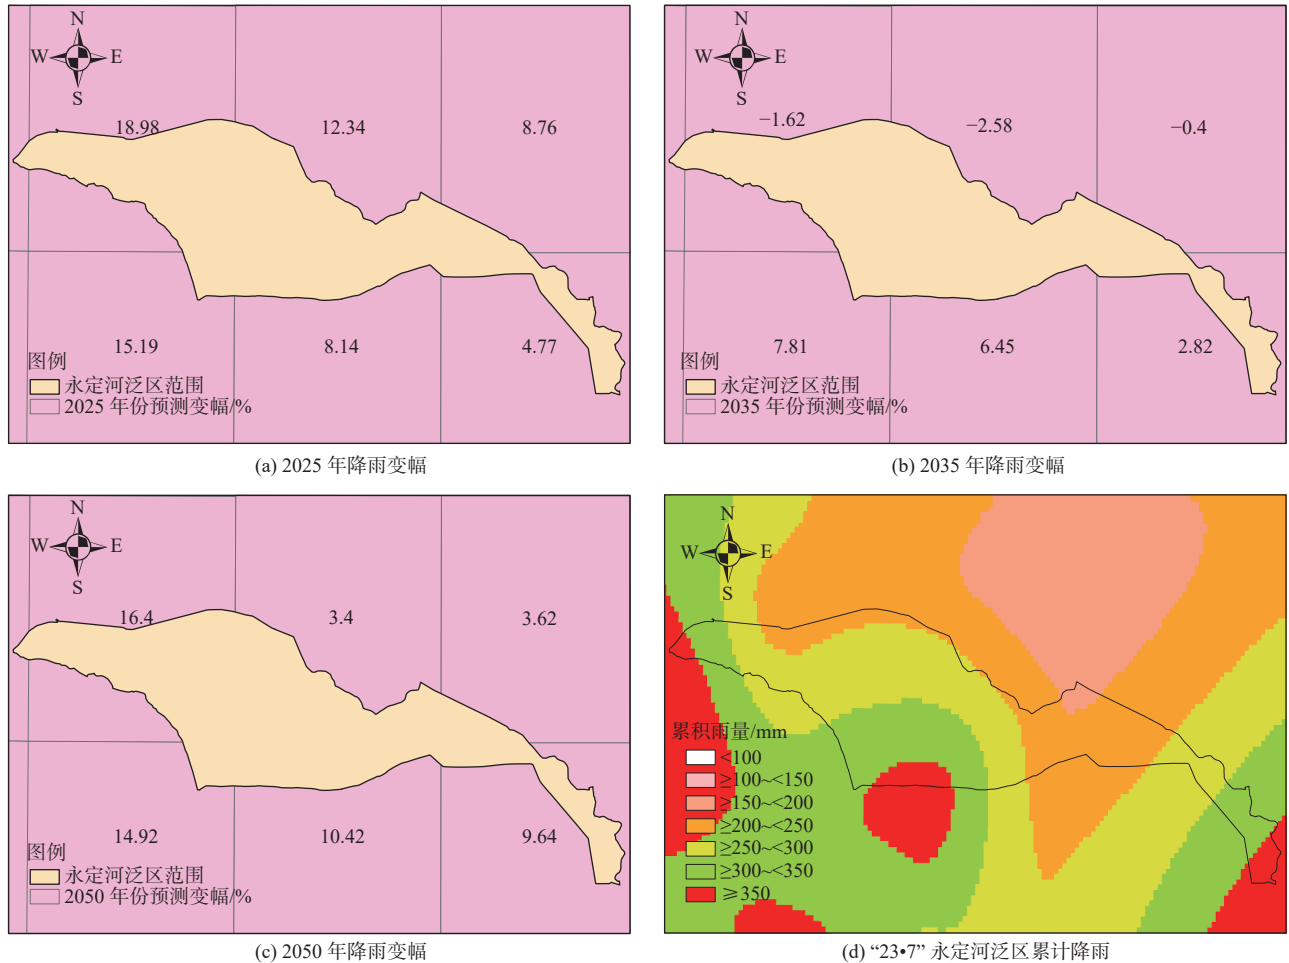 N
W E
S
18.98 12.34 8.76
15.19 8.14 4.77
图例
永定河泛区范围
2025 年份预测变幅/%
(a) 2025 年降雨变幅
N
W E
S
−1.62 −2.58 −0.4
7.81 6.45 2.82
图例
永定河泛区范围
2035 年份预测变幅/%
(b) 2035 年降雨变幅
N
W E
S
16.4 3.4 3.62
14.92 10.42 9.64
图例
永定河泛区范围
2050 年份预测变幅/%
(c) 2050 年降雨变幅
N
W E
S
累积雨量/mm
<100
≥100~<150
≥150~<200
≥200~<250
≥250~<300
≥300~<350
≥350
(d) “23•7” 永定河泛区累计降雨